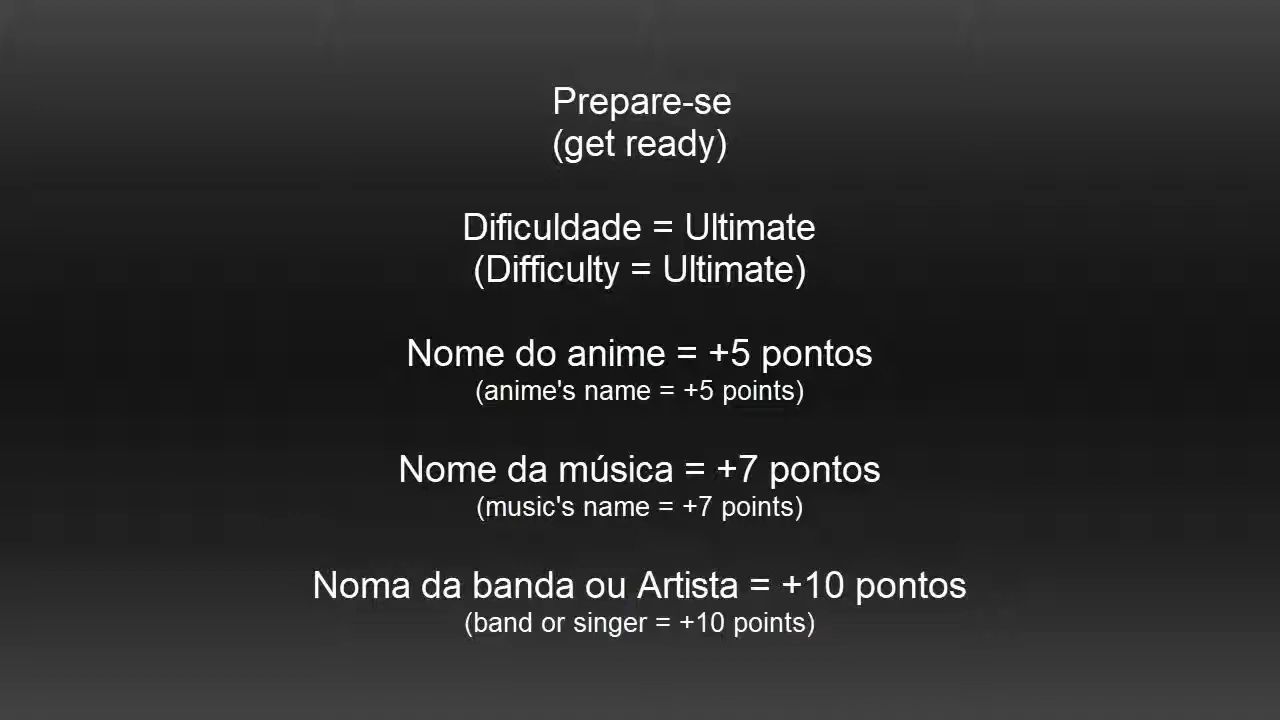 Prepare-se
(get ready)
Dificuldade = Ultimate
(Difficulty = Ultimate)
Nome do anime = +5 pontos
(anime's name = +5 points)
Nome da música = +7 pontos
(music's name = +7 points)
Noma da banda ou Artista = +10 pontos
(band or singer = +10 points)